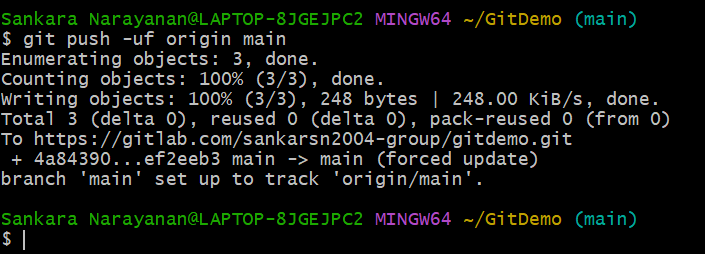 Sankara Narayanan@LAPTOP-8JGEJPC2 MINGW64 ~/GitDemo (main)
$ git push -uf origin main
Enumerating objects: 3, done.
Counting objects: 100% (3/3), done.
Writing objects: 100% (3/3), 248 bytes | 248.00 KiB/s, done.
Total 3 (delta 0), reused 0 (delta 0), pack-reused 0 (from 0)
To https://gitlab.com/sankarsn2004-group/gitdemo.git
 + 4a84390...ef2eeb3 main -> main (forced update)
branch 'main' set up to track 'origin/main'.
Sankara Narayanan@LAPTOP-8JGEJPC2 MINGW64 ~/GitDemo (main)
$